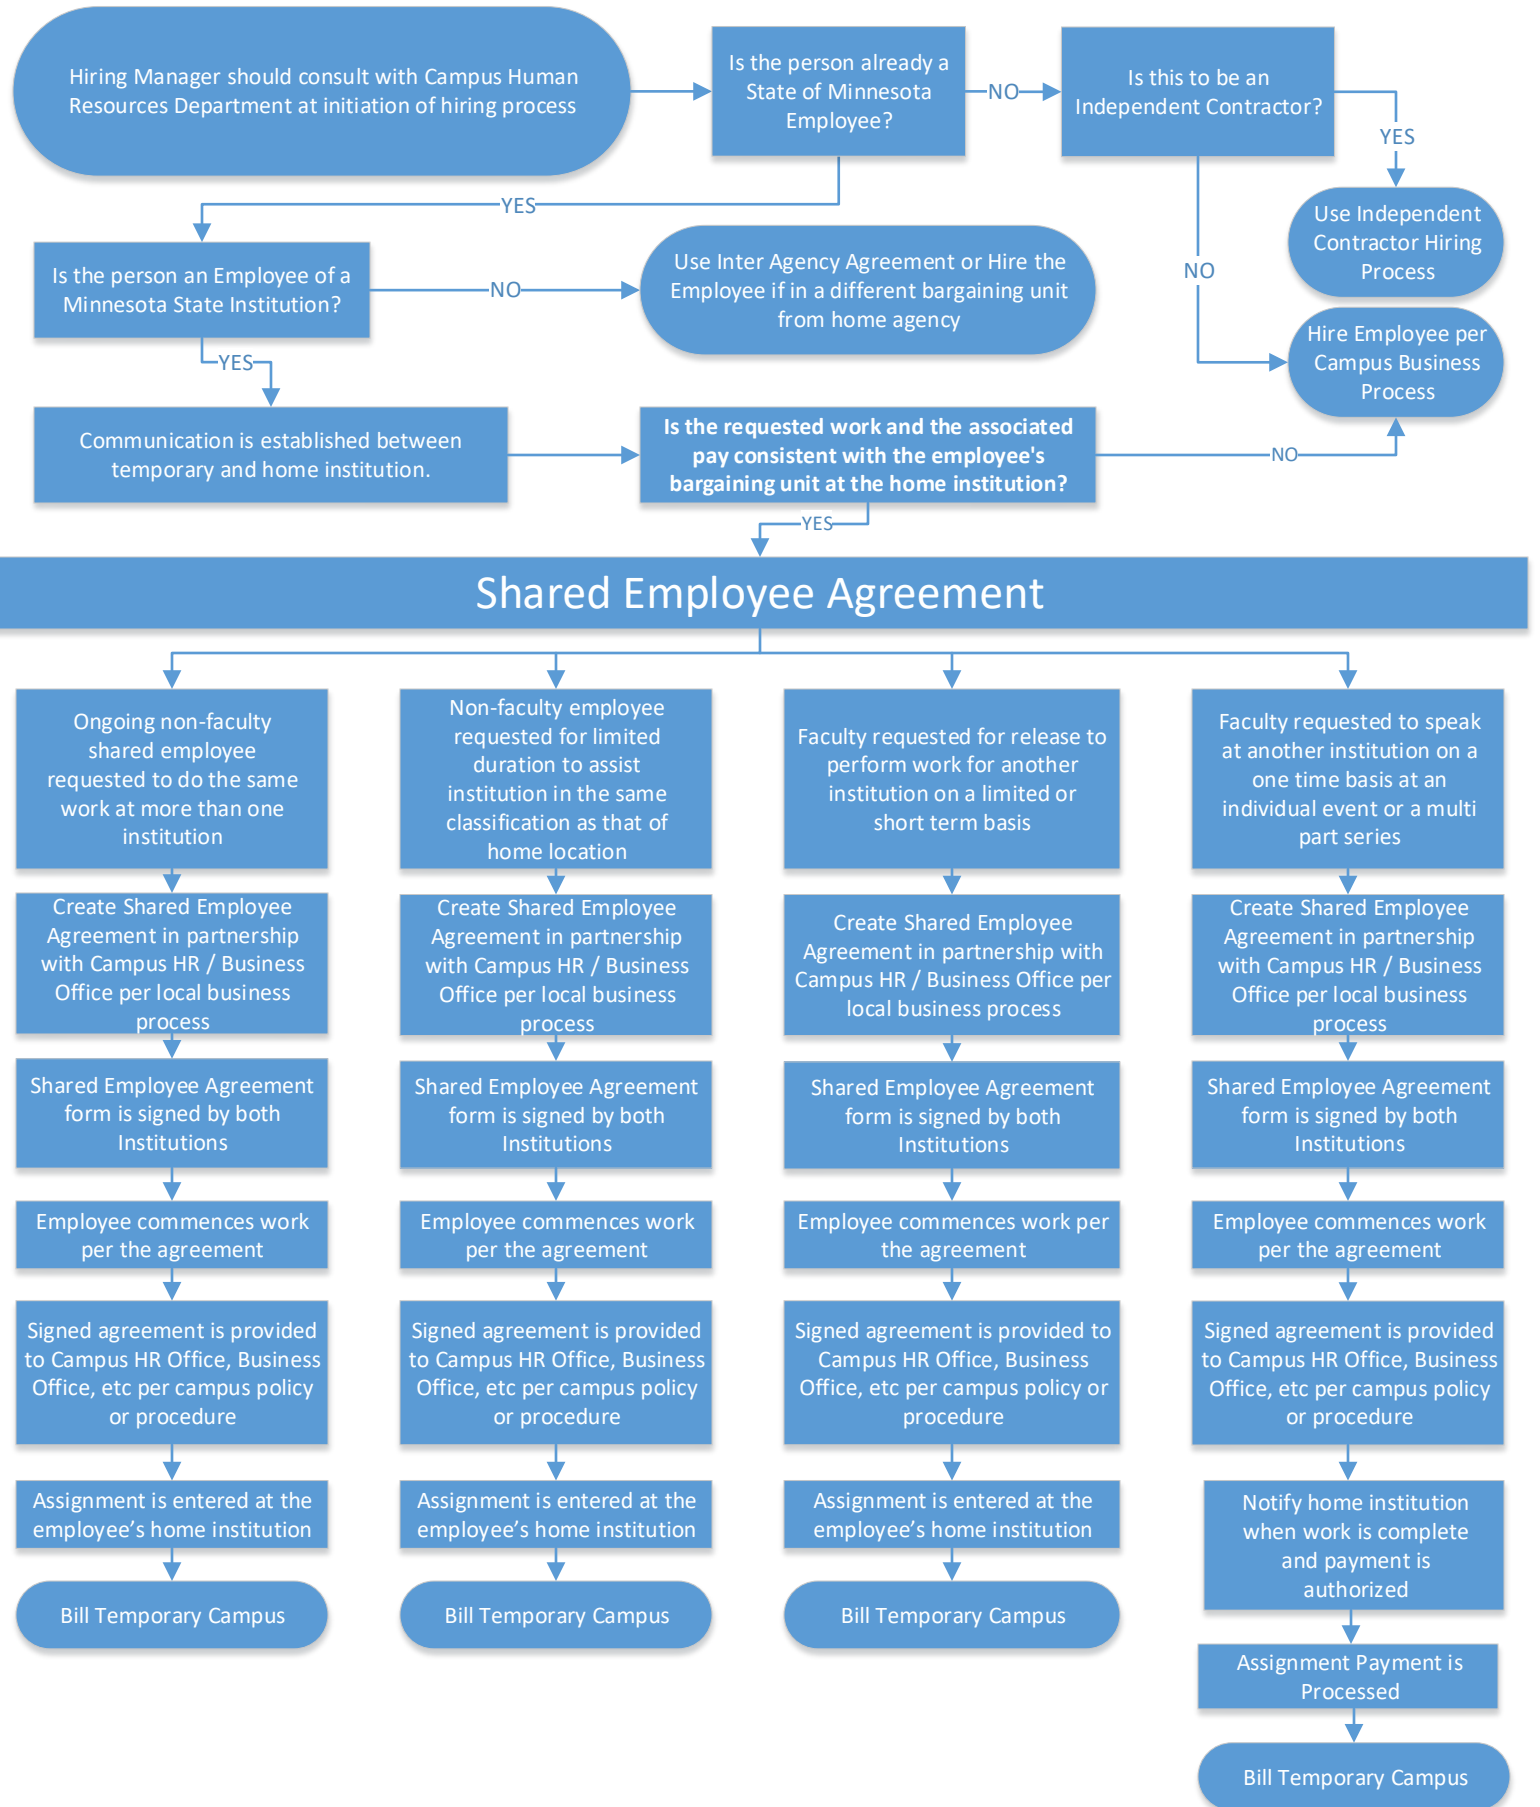 Hiring Manager should consult with Campus Human
Resources Department at initiation of hiring process
Is the person already a
State of Minnesota
Employee?
NO
Is this to be an
Independent Contractor?
YES
Use Independent
Contractor Hiring
Process
YES
Is the person an Employee of a
Minnesota State Institution?
NO
Use Inter Agency Agreement or Hire the
Employee if in a different bargaining unit
from home agency
NO
Hire Employee per
Campus Business
Process
YES
Communication is established between
temporary and home institution.
Is the requested work and the associated
pay consistent with the employee's
bargaining unit at the home institution?
NO
YES
Shared Employee Agreement
Ongoing non-faculty
shared employee
requested to do the same
work at more than one
institution
Create Shared Employee
Agreement in partnership
with Campus HR / Business
Office per local business
process
Shared Employee Agreement
form is signed by both
Institutions
Employee commences work
per the agreement
Signed agreement is provided
to Campus HR Office, Business
Office, etc per campus policy
or procedure
Assignment is entered at the
employee’s home institution
Bill Temporary Campus
Non-faculty employee
requested for limited
duration to assist
institution in the same
classification as that of
home location
Create Shared Employee
Agreement in partnership
with Campus HR / Business
Office per local business
process
Shared Employee Agreement
form is signed by both
Institutions
Employee commences work
per the agreement
Signed agreement is provided
to Campus HR Office, Business
Office, etc per campus policy
or procedure
Assignment is entered at the
employee’s home institution
Bill Temporary Campus
Faculty requested for release to
perform work for another
institution on a limited or
short term basis
Create Shared Employee
Agreement in partnership with
Campus HR / Business Office per
local business process
Shared Employee Agreement
form is signed by both
Institutions
Employee commences work per
the agreement
Signed agreement is provided to
Campus HR Office, Business
Office, etc per campus policy or
procedure
Assignment is entered at the
employee’s home institution
Bill Temporary Campus
Faculty requested to speak
at another institution on a
one time basis at an
individual event or a multi
part series
Create Shared Employee
Agreement in partnership
with Campus HR / Business
Office per local business
process
Shared Employee Agreement
form is signed by both
Institutions
Employee commences work
per the agreement
Signed agreement is provided
to Campus HR Office, Business
Office, etc per campus policy
or procedure
Notify home institution
when work is complete
and payment is
authorized
Assignment Payment is
Processed
Bill Temporary Campus